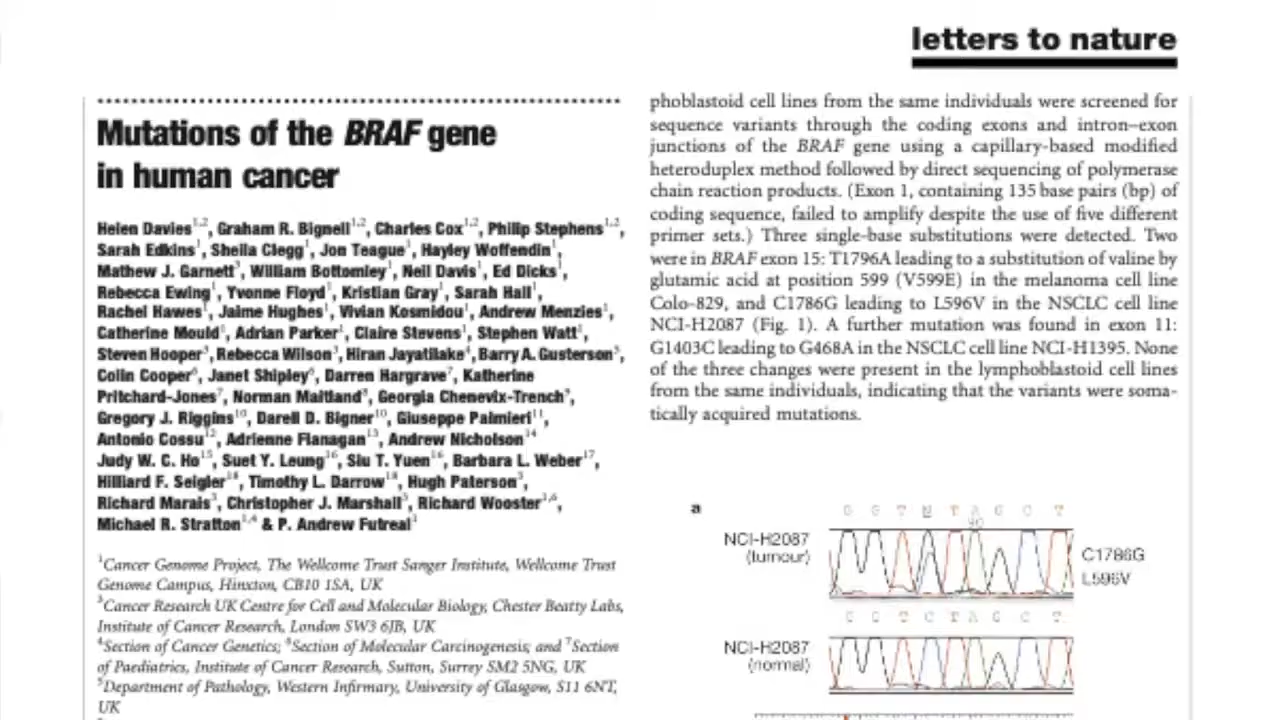 letters to nature
Mutations of the BRAF gene
in human cancer
Helen Davies1,2, Graham R. Bignell1,2, Charles Cox1,2, Philip Stephens1,2,
Sarah Edkins1, Sheila Clegg1, Jon Teague1, Hayley Woffendin1,
Mathew J. Garnett3, William Bottomley1, Neil Davis1, Ed Dicks1,
Rebecca Ewing1, Yvonne Floyd1, Kristian Gray1, Sarah Hall1,
Rachel Hawes1, Jaime Hughes1, Vivian Kosmidou1, Andrew Menzies1,
Catherine Mould1, Adrian Parker1, Claire Stevens1, Stephen Watt1,
Steven Hooper3, Rebecca Wilson3, Hiran Jayatilake4, Barry A. Gusterson5,
Colin Cooper6, Janet Shipley6, Darren Hargrave7, Katherine
Pritchard-Jones7, Norman Maitland8, Georgia Chenevix-Trench9,
Gregory J. Riggins10, Darell D. Bigner10, Giuseppe Palmieri11,
Antonio Cossu12, Adrienne Flanagan13, Andrew Nicholson14
Judy W. C. Ho15, Suet Y. Leung16, Siu T. Yuen16, Barbara L. Weber17,
Hilliard F. Seigler18, Timothy L. Darrow18, Hugh Paterson3,
Richard Marais3, Christopher J. Marshall3, Richard Wooster1,6,
Michael R. Stratton1,4 & P. Andrew Futreal1
1Cancer Genome Project, The Wellcome Trust Sanger Institute, Wellcome Trust
Genome Campus, Hinxton, CB10 1SA, UK
3Cancer Research UK Centre for Cell and Molecular Biology, Chester Beatty Labs,
Institute of Cancer Research, London SW3 6JB, UK
4Section of Cancer Genetics; 6Section of Molecular Carcinogenesis; and 7Section
of Paediatrics, Institute of Cancer Research, Sutton, Surrey SM2 5NG, UK
5Department of Pathology, Western Infirmary, University of Glasgow, S11 6NT,
UK
phoblastoid cell lines from the same individuals were screened for
sequence variants through the coding exons and intron–exon
junctions of the BRAF gene using a capillary-based modified
heteroduplex method followed by direct sequencing of polymerase
chain reaction products. (Exon 1, containing 135 base pairs (bp) of
coding sequence, failed to amplify despite the use of five different
primer sets.) Three single-base substitutions were detected. Two
were in BRAF exon 15: T1796A leading to a substitution of valine by
glutamic acid at position 599 (V599E) in the melanoma cell line
Colo-829, and C1786G leading to L596V in the NSCLC cell line
NCI-H2087 (Fig. 1). A further mutation was found in exon 11:
G1403C leading to G468A in the NSCLC cell line NCI-H1395. None
of the three changes were present in the lymphoblastoid cell lines
from the same individuals, indicating that the variants were soma-
tically acquired mutations.
a
G G T N T A G C T
90
NCI-H2087
(tumour)
C1786G
L596V
G G T C T A G C T
NCI-H2087
(normal)